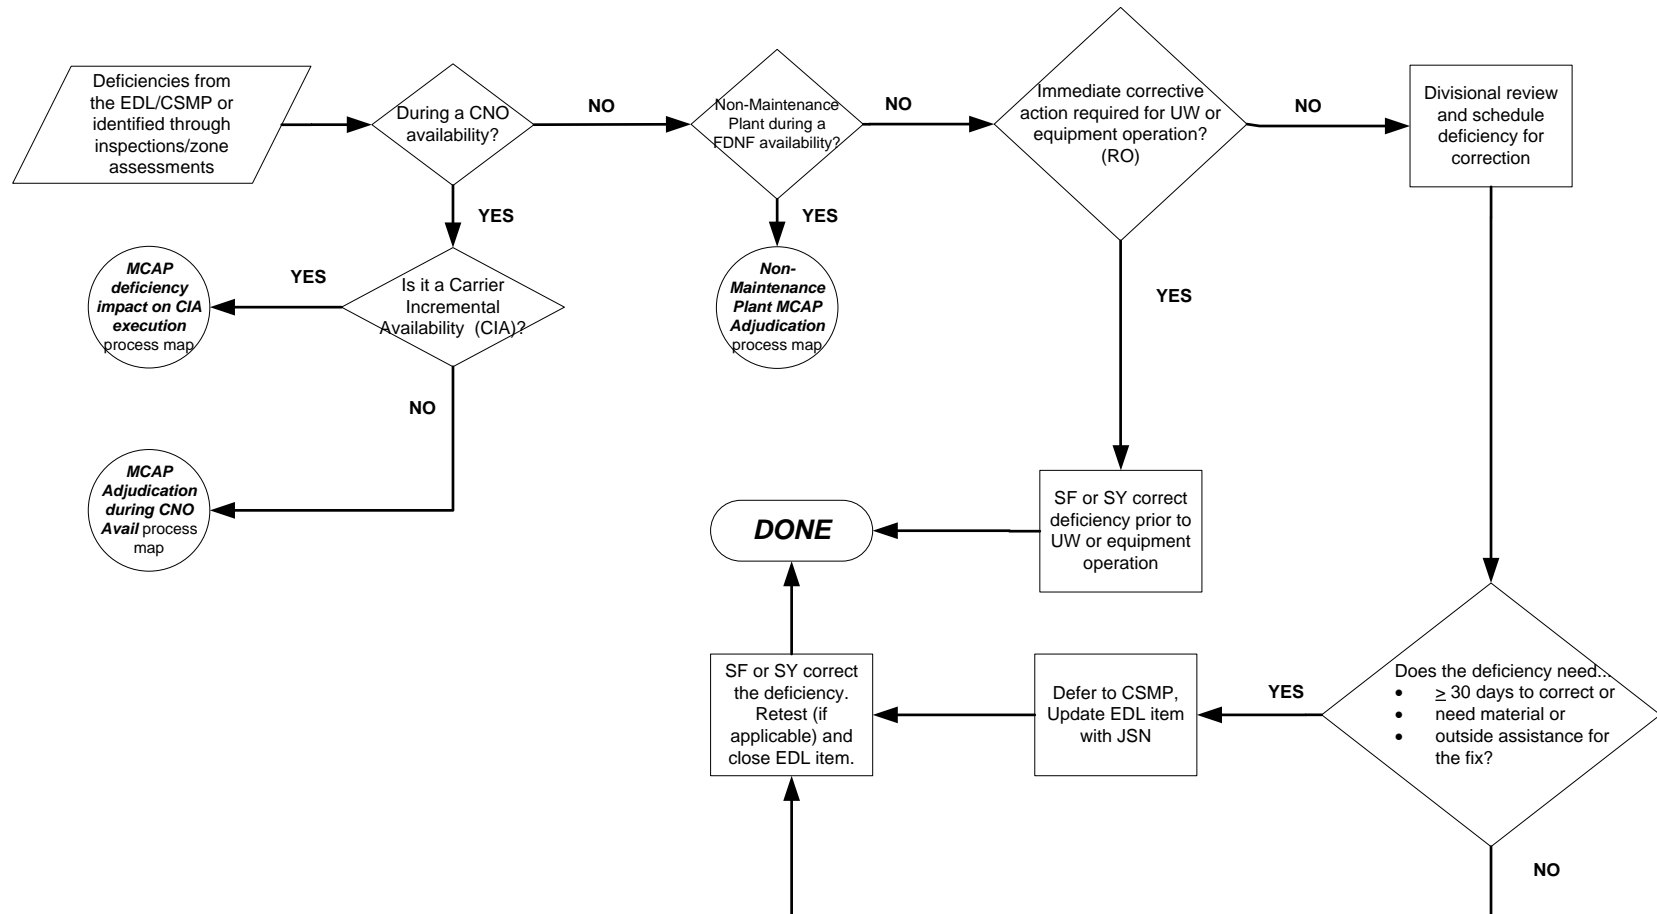 Deficiencies from
the EDL/CSMP or
identified through
inspections/zone
assessments
During a CNO
availability?
NO
Non-Maintenance
Plant during a
FDNF availability?
NO
Immediate corrective
action required for UW or
equipment operation?
(RO)
NO
Divisional review
and schedule
deficiency for
correction
YES
YES
YES
MCAP
deficiency
impact on CIA
execution
process map
YES
Is it a Carrier
Incremental
Availability (CIA)?
Non-
Maintenance
Plant MCAP
Adjudication
process map
NO
MCAP
Adjudication
during CNO
Avail process
map
DONE
SF or SY correct
deficiency prior to
UW or equipment
operation
SF or SY correct
the deficiency.
Retest (if
applicable) and
close EDL item.
Defer to CSMP,
Update EDL item
with JSN
YES
Does the deficiency need...
• ≥ 30 days to correct or
• need material or
• outside assistance for
the fix?
NO